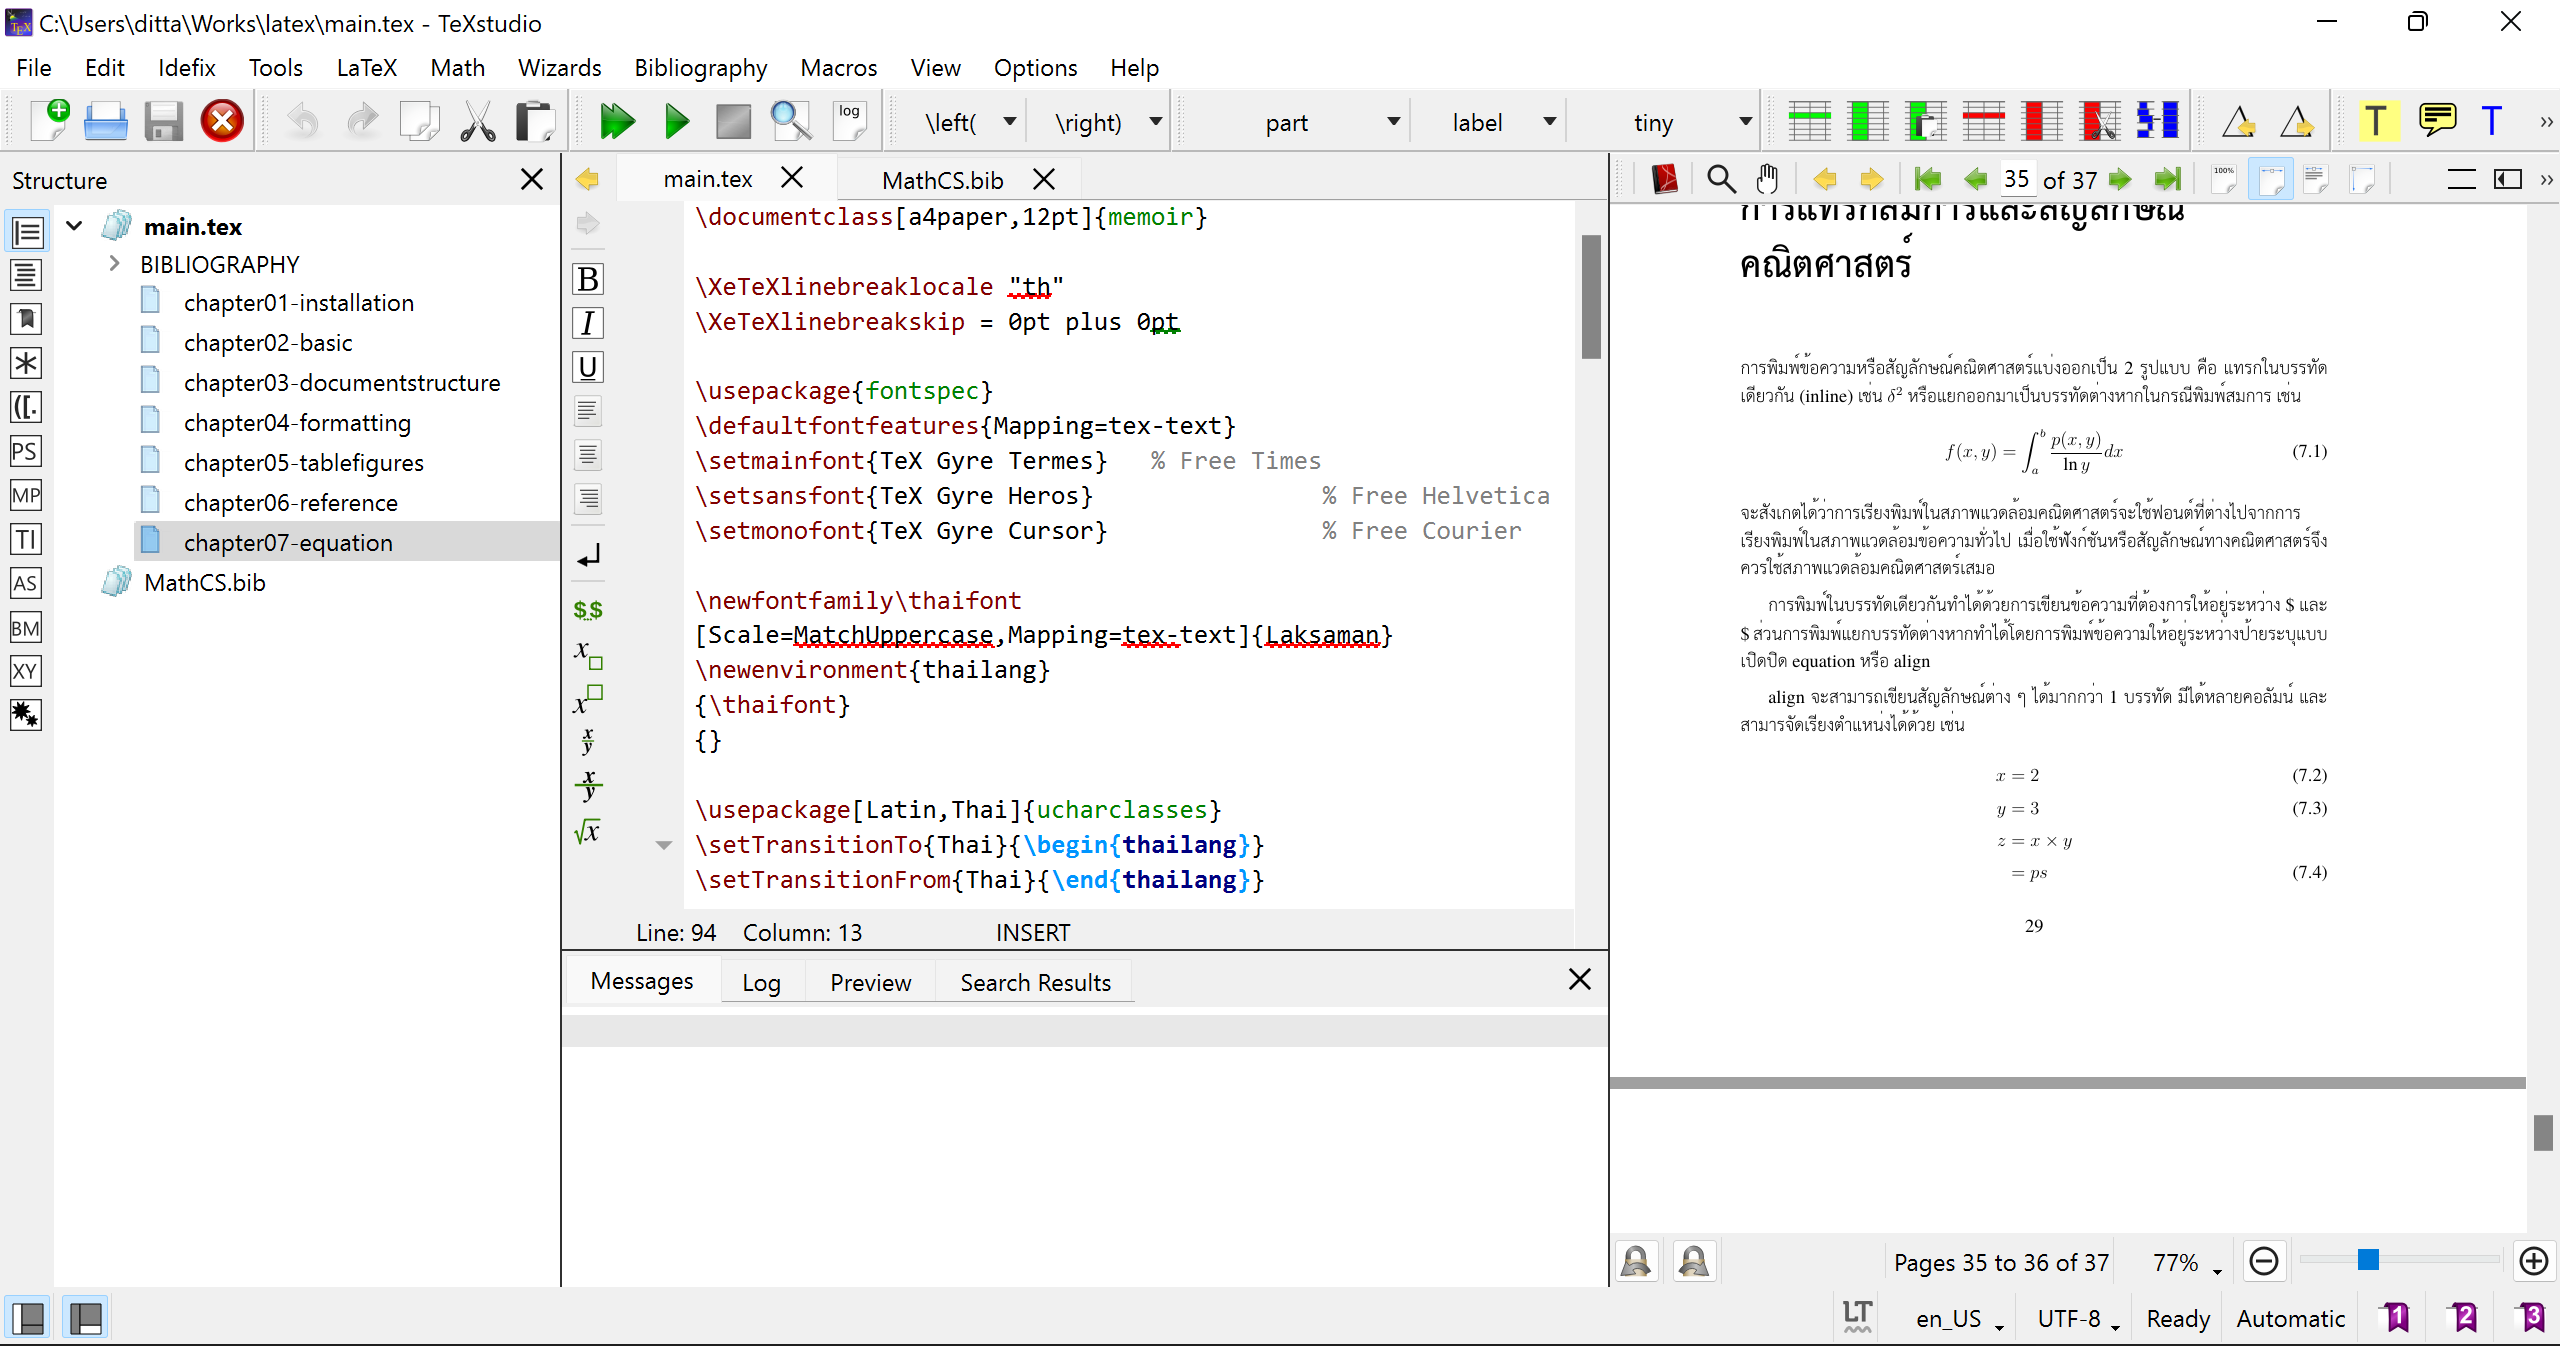 C:\Users\ditta\Works\latex\main.tex - TeXstudio
File Edit Idefix Tools LaTeX Math Wizards Bibliography Macros View Options Help
log \left( \right) part label tiny T T »
Structure
main.tex
BIBLIOGRAPHY
chapter01-installation
chapter02-basic
chapter03-documentstructure
chapter04-formatting
chapter05-tablefigures
chapter06-reference
chapter07-equation
MathCS.bib
([.
PS
MP
TI
AS
BM
XY
B
I
U
$$
x
x
x
y
x
y
√x
main.tex MathCS.bib
\documentclass[a4paper,12pt]{memoir}
\XeTeXlinebreaklocale "th"
\XeTeXlinebreakskip = 0pt plus 0pt
\usepackage{fontspec}
\defaultfontfeatures{Mapping=tex-text}
\setmainfont{TeX Gyre Termes} % Free Times
\setsansfont{TeX Gyre Heros} % Free Helvetica
\setmonofont{TeX Gyre Cursor} % Free Courier
\newfontfamily\thaifont
[Scale=MatchUppercase,Mapping=tex-text]{Laksaman}
\newenvironment{thailang}
{\thaifont}
{}
\usepackage[Latin,Thai]{ucharclasses}
\setTransitionTo{Thai}{\begin{thailang}}
\setTransitionFrom{Thai}{\end{thailang}}
Line: 94 Column: 13 INSERT
Messages Log Preview Search Results
35 of 37 100% »
คณิตศาสตร์
การพิมพ์ข้อความหรือสัญลักษณ์คณิตศาสตร์แบ่งออกเป็น 2 รูปแบบ คือ แทรกในบรรทัด
เดียวกัน (inline) เช่น δ² หรือแยกออกมาเป็นบรรทัดต่างหากในกรณีพิมพ์สมการ เช่น
f(x, y) = ∫ₐᵇ p(x, y)/ln y dx (7.1)
จะสังเกตได้ว่าการเรียงพิมพ์ในสภาพแวดล้อมคณิตศาสตร์จะใช้ฟอนต์ที่ต่างไปจากการ
เรียงพิมพ์ในสภาพแวดล้อมข้อความทั่วไป เมื่อใช้ฟังก์ชันหรือสัญลักษณ์ทางคณิตศาสตร์จึง
ควรใช้สภาพแวดล้อมคณิตศาสตร์เสมอ
การพิมพ์ในบรรทัดเดียวกันทำได้ด้วยการเขียนข้อความที่ต้องการให้อยู่ระหว่าง $ และ
$ ส่วนการพิมพ์แยกบรรทัดต่างหากทำได้โดยการพิมพ์ข้อความให้อยู่ระหว่างป้ายระบุแบบ
เปิดปิด equation หรือ align
align จะสามารถเขียนสัญลักษณ์ต่าง ๆ ได้มากกว่า 1 บรรทัด มีได้หลายคอลัมน์ และ
สามารจัดเรียงตำแหน่งได้ด้วย เช่น
x = 2 (7.2)
y = 3 (7.3)
z = x × y
= ps (7.4)
29
Pages 35 to 36 of 37 77%
LT en_US UTF-8 Ready Automatic 1 2 3